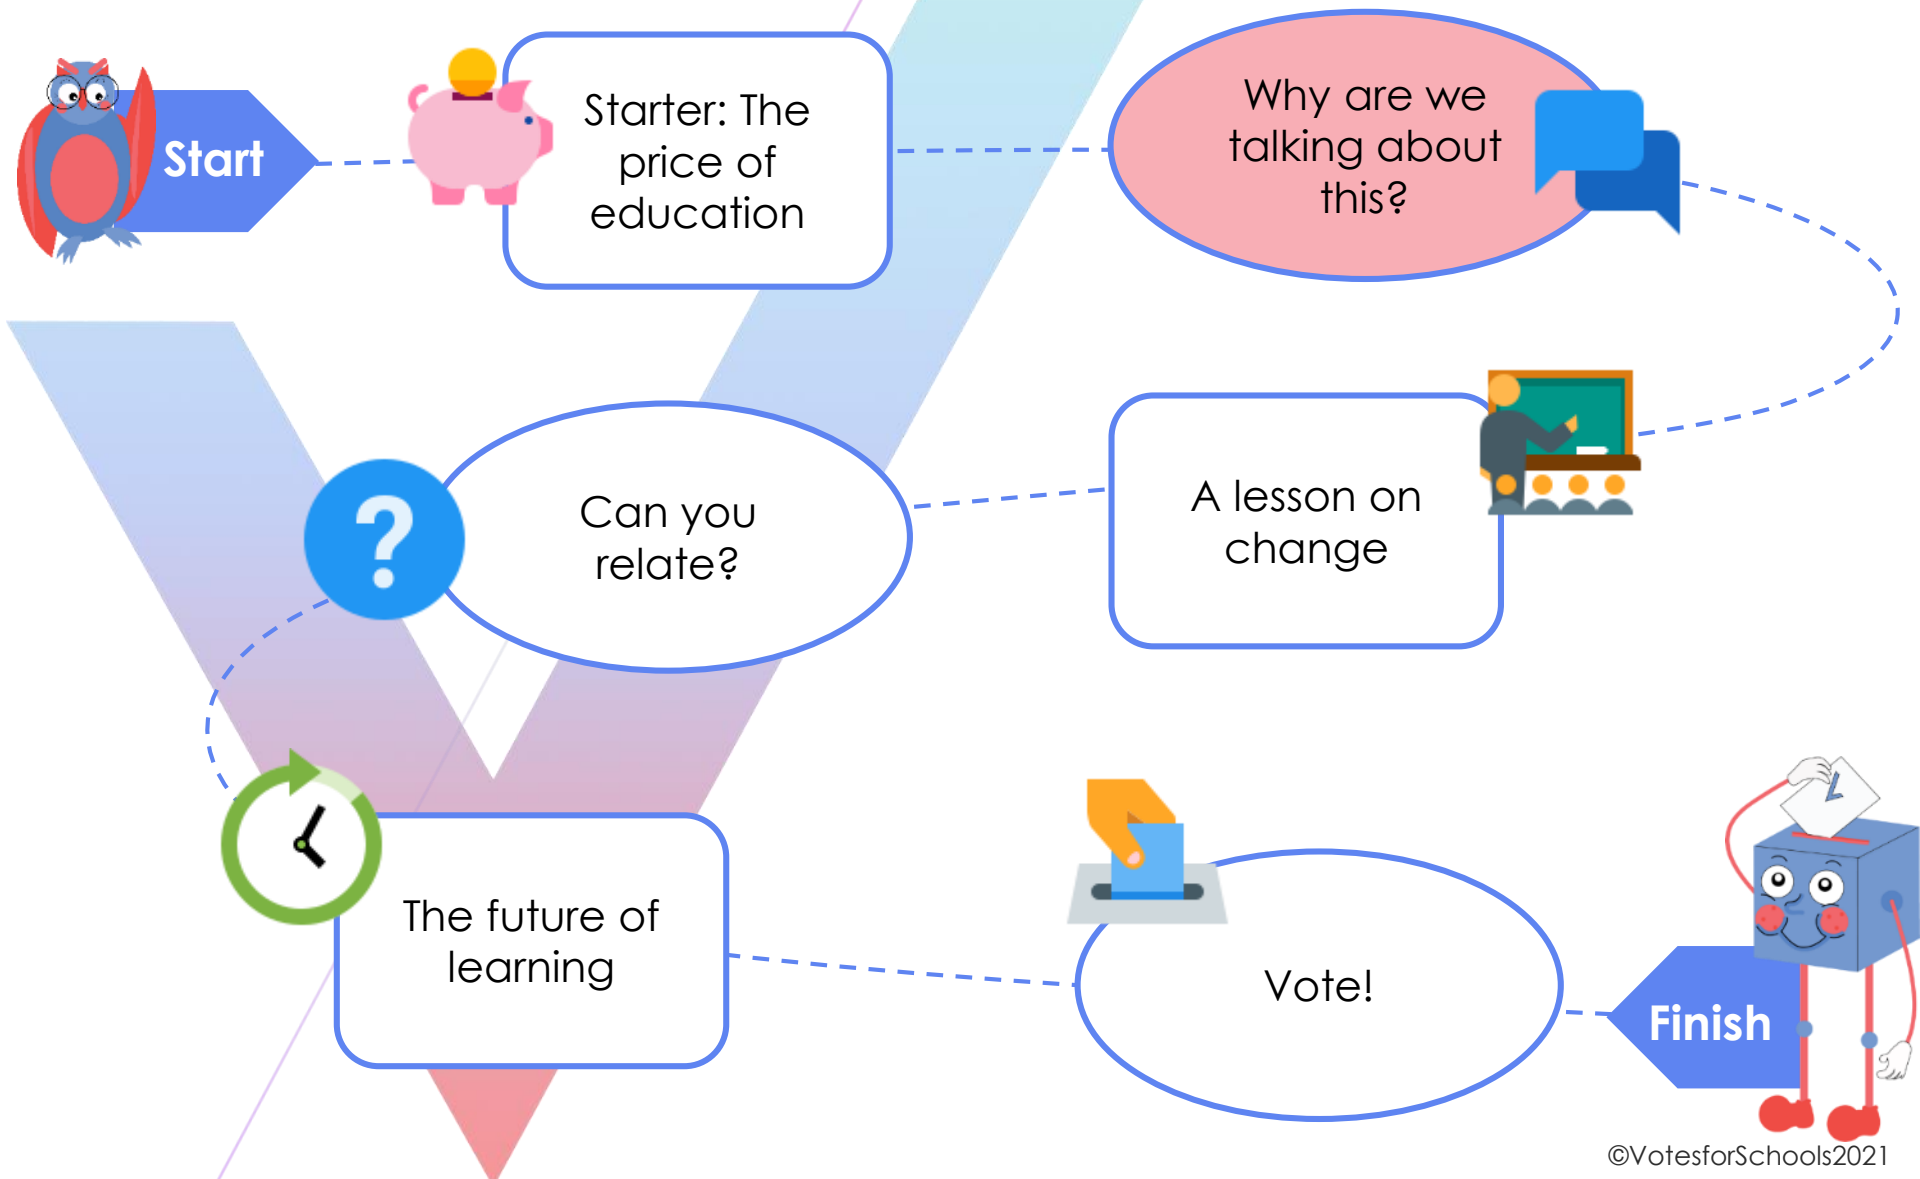 Start
Starter: The
price of
education
Why are we
talking about
this?
A lesson on
change
Can you
relate?
?
The future of
learning
Vote!
Finish
©VotesforSchools2021